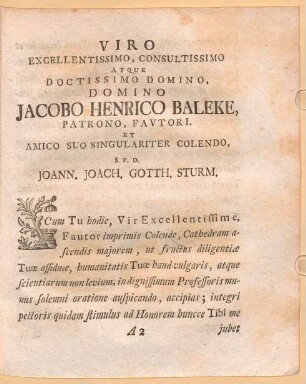 VIRO
EXCELLENTISSIMO, CONSULTISSIMO
ATQUE
DOCTISSIMO DOMINO,
DOMINO
JACOBO HENRICO BALEKE,
PATRONO, FAVTORI.
ET
AMICO SUO SINGULARITER COLENDO,
S. P. D.
JOANN, JOACH, GOTTH, STURM.
Cum Tu hodie, Vir Excellentissime,
Fautor imprimis Colende, Cathedram a-
scendis majorem, ut fructus diligentiæ
Tuæ assiduæ, humanitatis Tuæ haud vulgaris, atque
scientiarum non levium, in dignissimum Professoris mu-
nus solemni oratione auspicando, accipias; integri
pectoris quidam stimulus ad Honorem huncce Tibi me
A 2
jubet